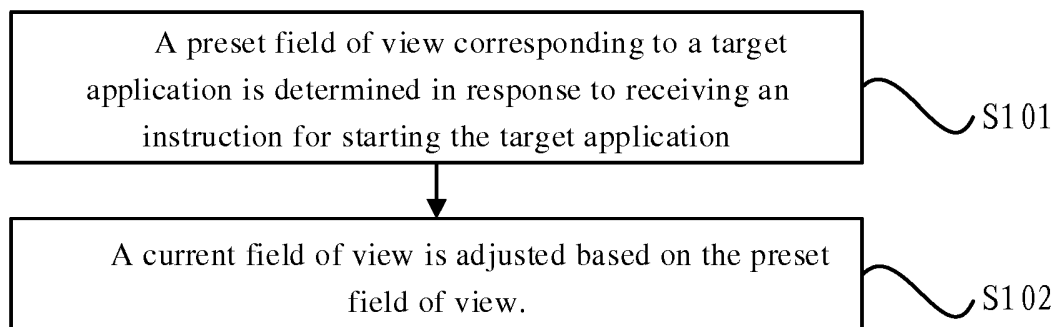 A preset field of view corresponding to a target
application is determined in response to receiving an
instruction for starting the target application
S101
A current field of view is adjusted based on the preset
field of view.
S102